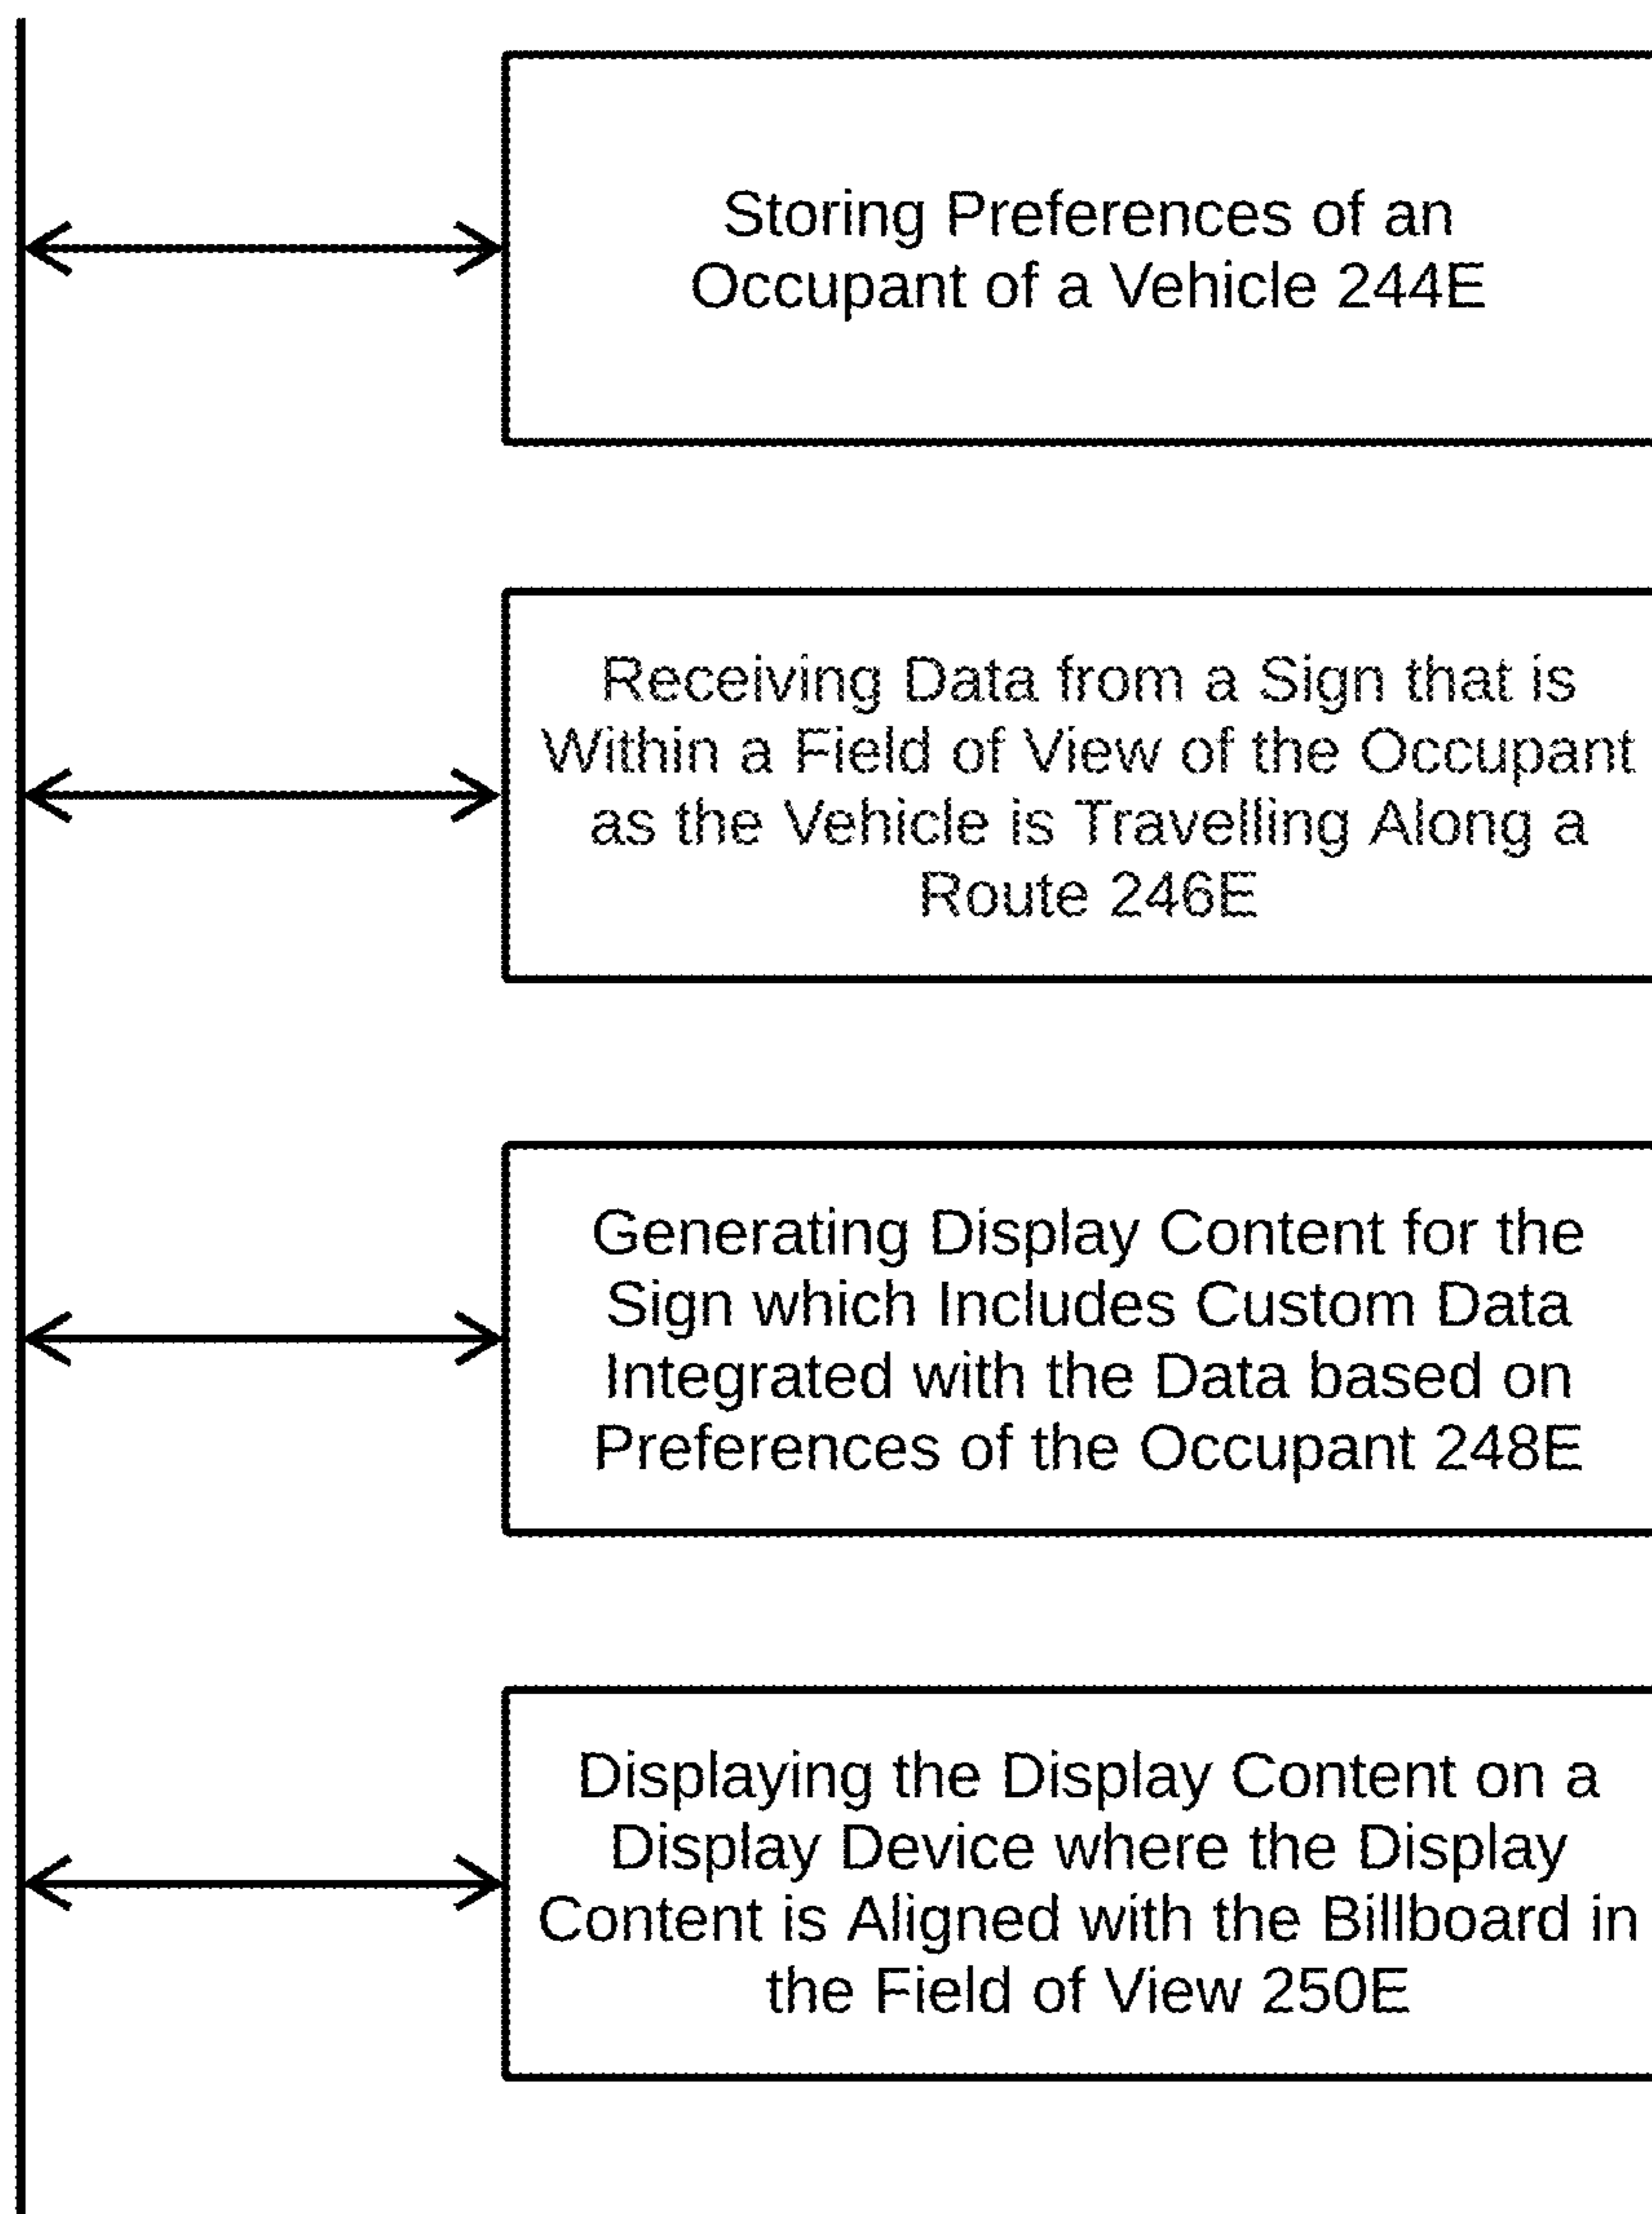 Storing Preferences of an
Occupant of a Vehicle 244E
Receiving Data from a Sign that is
Within a Field of View of the Occupant
as the Vehicle is Travelling Along a
Route 246E
Generating Display Content for the
Sign which Includes Custom Data
Integrated with the Data based on
Preferences of the Occupant 248E
Displaying the Display Content on a
Display Device where the Display
Content is Aligned with the Billboard in
the Field of View 250E